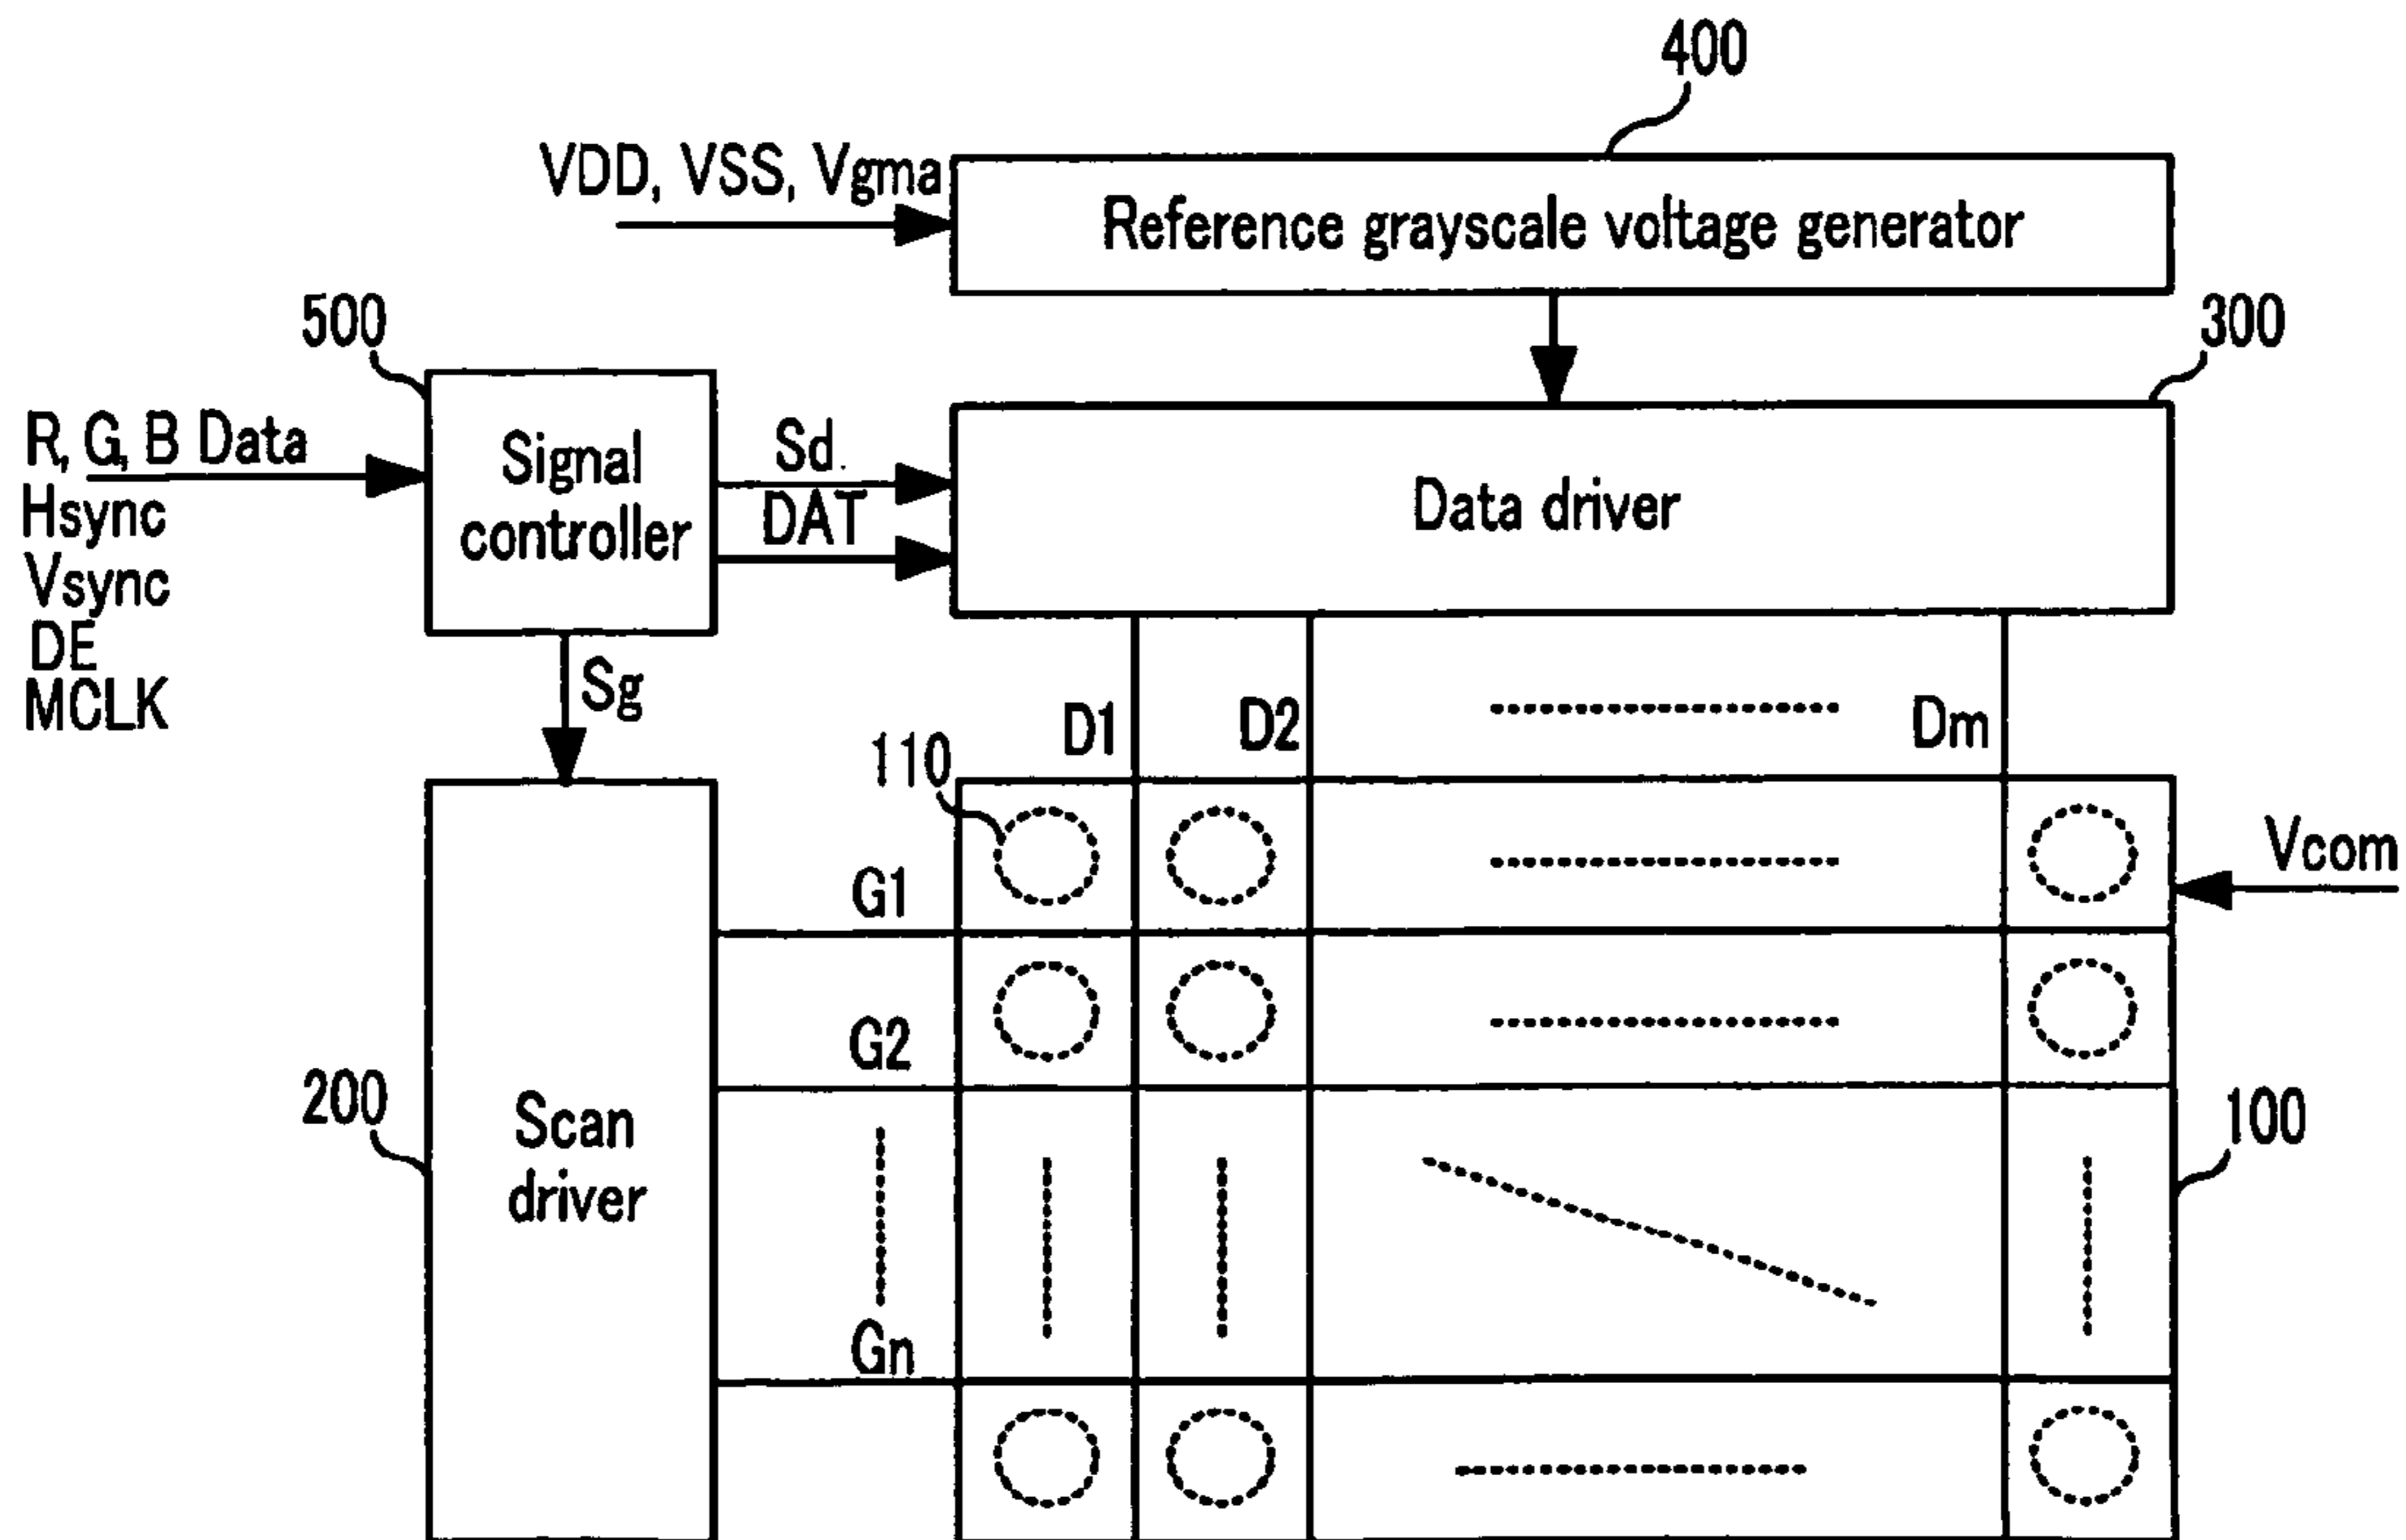 400
VDD, VSS, Vgma
Reference grayscale voltage generator
500
300
R, G, B Data
Hsync
Vsync
DE
MCLK
Signal
controller
Sd.
DAT
Data driver
Sg
D1
D2
Dm
110
Vcom
G1
G2
200
Scan
driver
100
Gn